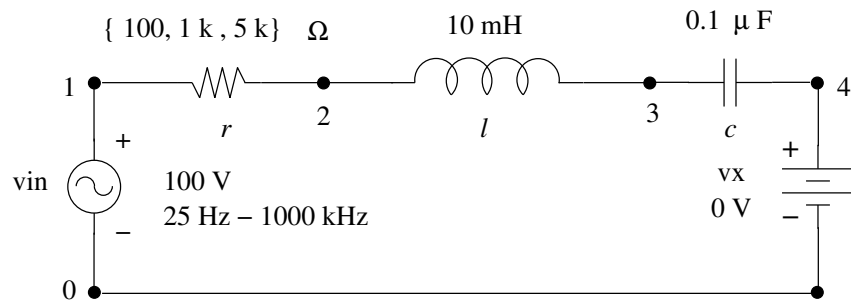 { 100, 1 k , 5 k} Ω
10 mH
0.1 μ F
1
r
2
l
3
c
4
+
vin
100 V
25 Hz − 1000 kHz
−
+
vx
0 V
−
0